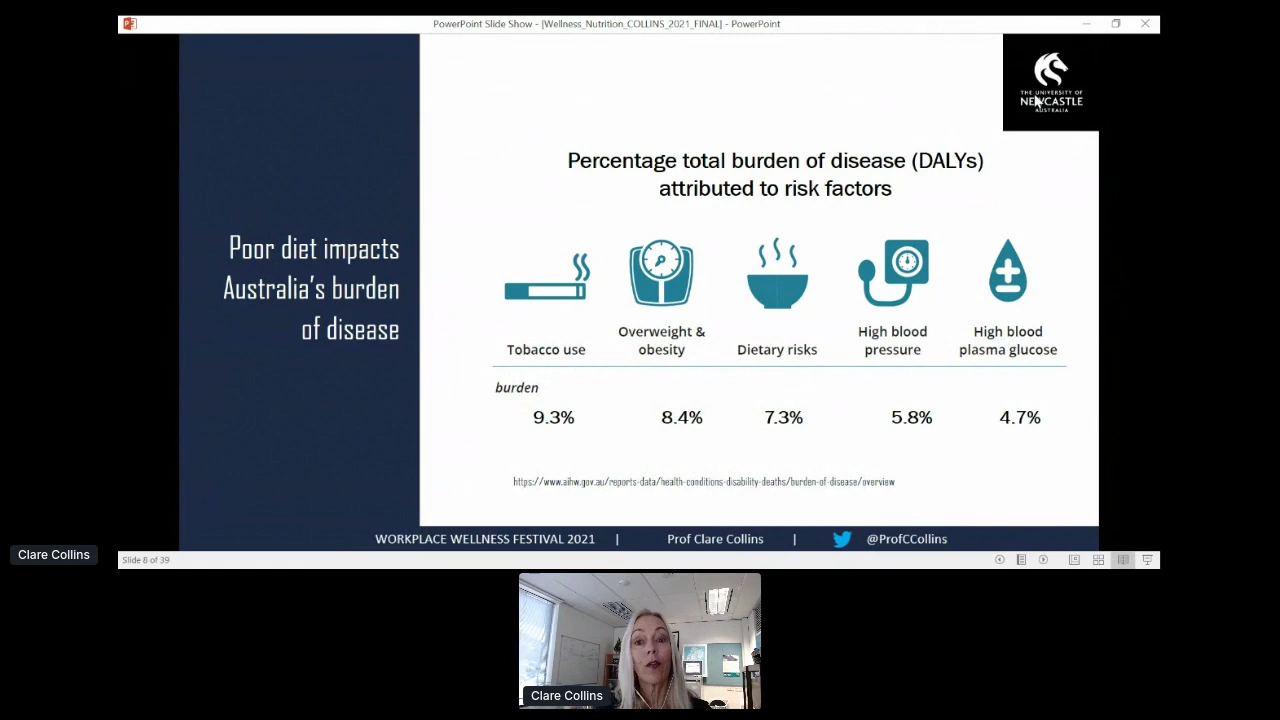 PowerPoint Slide Show - [Wellness_Nutrition_COLLINS_2021_FINAL] - PowerPoint
THE UNIVERSITY OF
NEWCASTLE
AUSTRALIA
Poor diet impacts
Australia's burden
of disease
Percentage total burden of disease (DALYs)
attributed to risk factors
Tobacco use
Overweight &
obesity
Dietary risks
High blood
pressure
High blood
plasma glucose
burden
9.3% 8.4% 7.3% 5.8% 4.7%
https://www.aihw.gov.au/reports-data/health-conditions-disability-deaths/burden-of-disease/overview
WORKPLACE WELLNESS FESTIVAL 2021 | Prof Clare Collins | @ProfCCollins
Clare Collins
Slide 8 of 39
Clare Collins